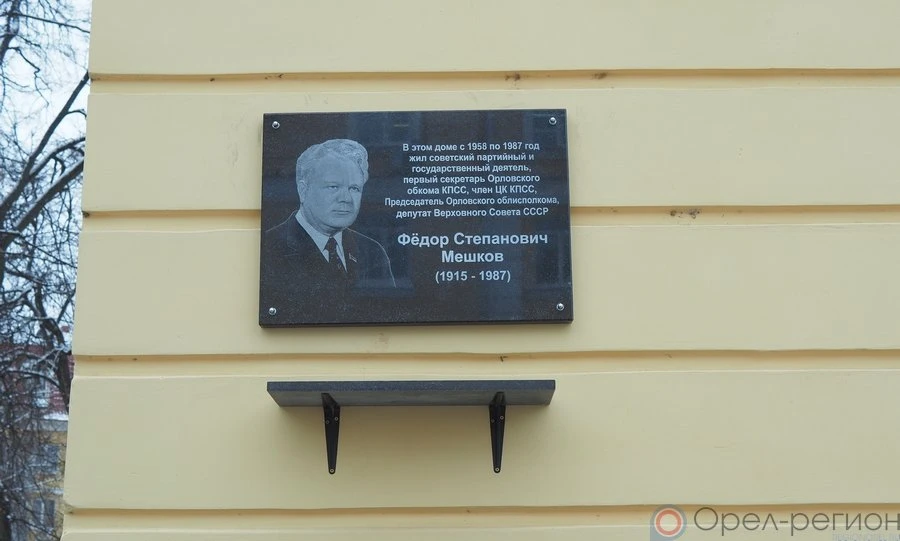 В этом доме с 1958 по 1987 год
жил советский партийный и
государственный деятель,
первый секретарь Орловского
обкома КПСС, член ЦК КПСС,
Председатель Орловского облисполкома,
депутат Верховного Совета СССР
Фёдор Степанович
Мешков
(1915 - 1987)
Орел-регион